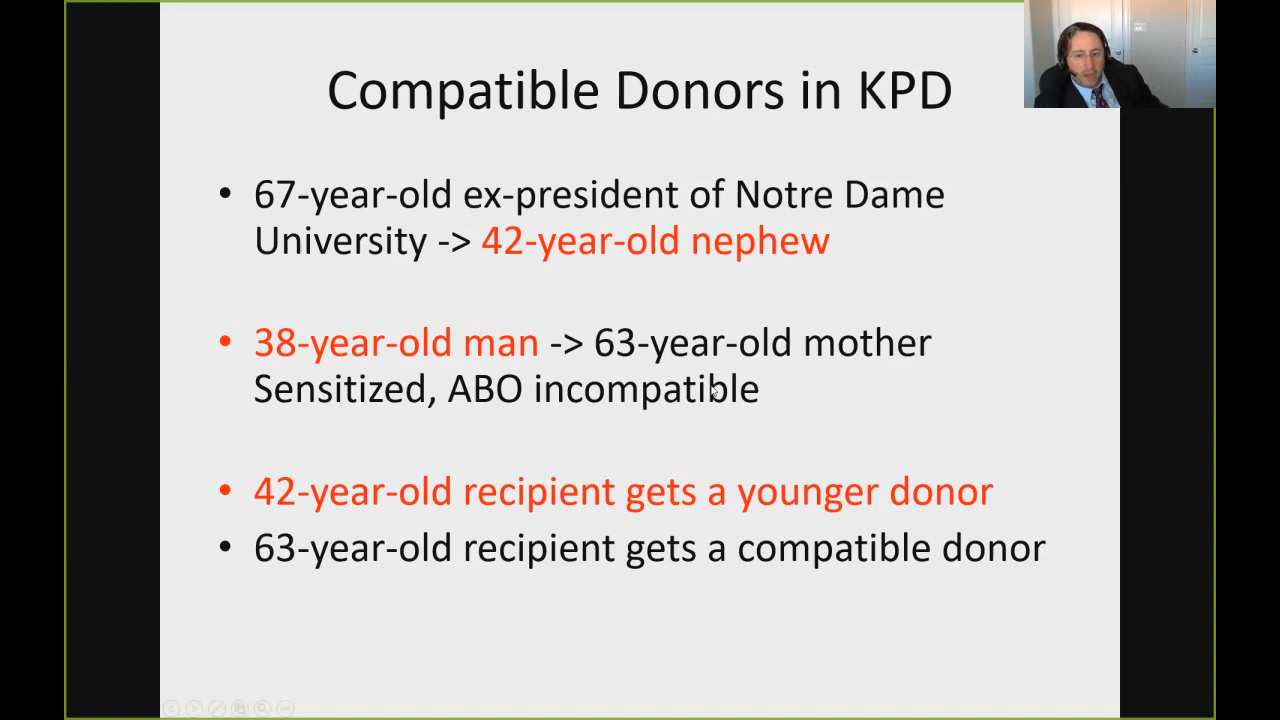 Compatible Donors in KPD
• 67-year-old ex-president of Notre Dame
University -> 42-year-old nephew
• 38-year-old man -> 63-year-old mother
Sensitized, ABO incompatible
• 42-year-old recipient gets a younger donor
• 63-year-old recipient gets a compatible donor